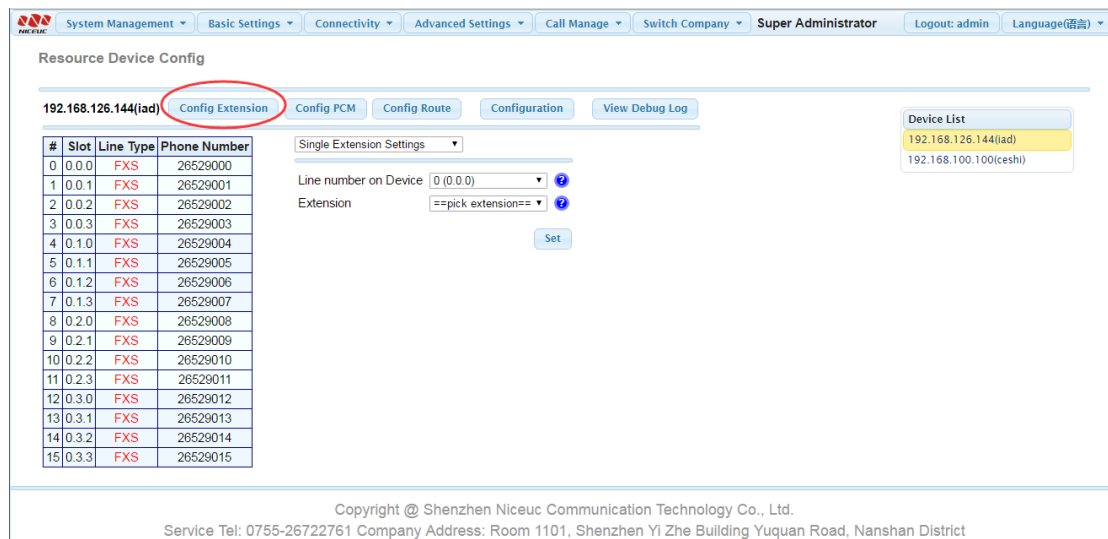 NICEUC System Management Basic Settings Connectivity Advanced Settings Call Manage Switch Company Super Administrator Logout: admin Language(语言)
Resource Device Config
192.168.126.144(iad) Config Extension Config PCM Config Route Configuration View Debug Log
Device List
192.168.126.144(iad)
192.168.100.100(ceshi)
# Slot Line Type Phone Number
0 0.0.0 FXS 26529000
1 0.0.1 FXS 26529001
2 0.0.2 FXS 26529002
3 0.0.3 FXS 26529003
4 0.1.0 FXS 26529004
5 0.1.1 FXS 26529005
6 0.1.2 FXS 26529006
7 0.1.3 FXS 26529007
8 0.2.0 FXS 26529008
9 0.2.1 FXS 26529009
10 0.2.2 FXS 26529010
11 0.2.3 FXS 26529011
12 0.3.0 FXS 26529012
13 0.3.1 FXS 26529013
14 0.3.2 FXS 26529014
15 0.3.3 FXS 26529015
Single Extension Settings
Line number on Device 0 (0.0.0) ?
Extension ==pick extension== ?
Set
Copyright @ Shenzhen Niceuc Communication Technology Co., Ltd.
Service Tel: 0755-26722761 Company Address: Room 1101, Shenzhen Yi Zhe Building Yuquan Road, Nanshan District